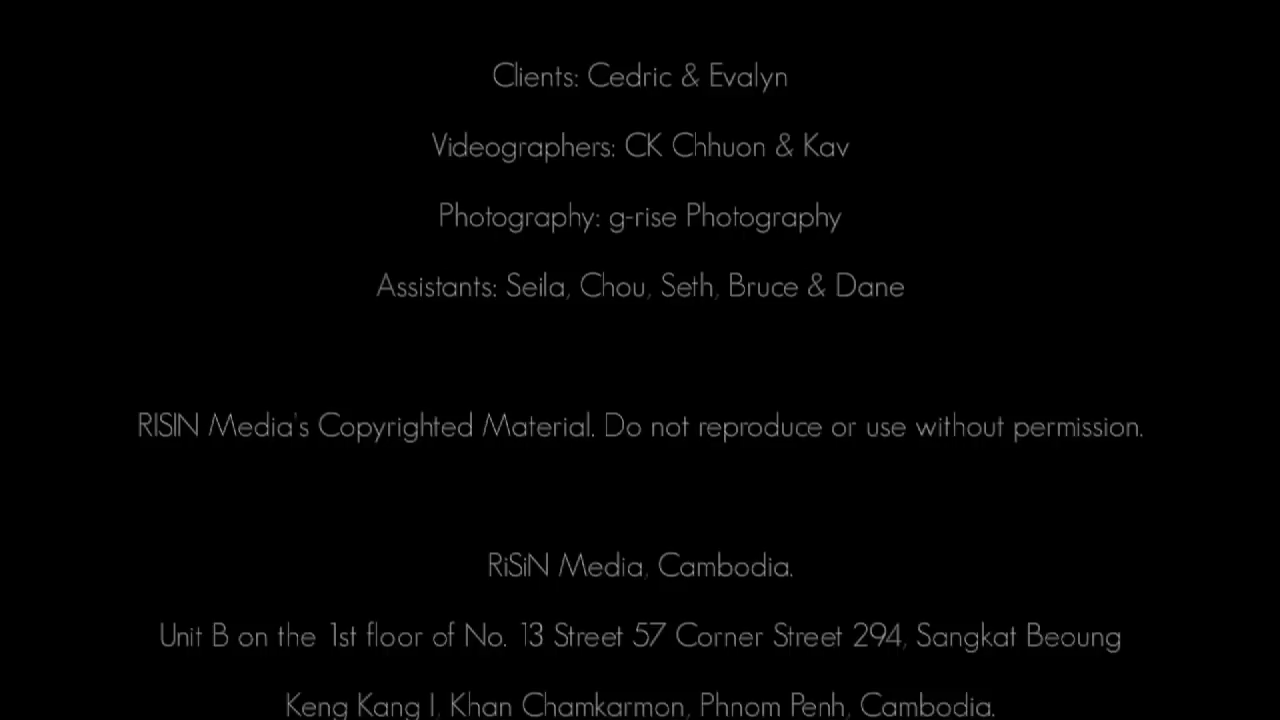 Clients: Cedric & Evalyn
Videographers: CK Chhuon & Kav
Photography: g-rise Photography
Assistants: Seila, Chou, Seth, Bruce & Dane
RISIN Media's Copyrighted Material. Do not reproduce or use without permission.
RiSiN Media, Cambodia.
Unit B on the 1st floor of No. 13 Street 57 Corner Street 294, Sangkat Beoung
Keng Kang I, Khan Chamkarmon, Phnom Penh, Cambodia.